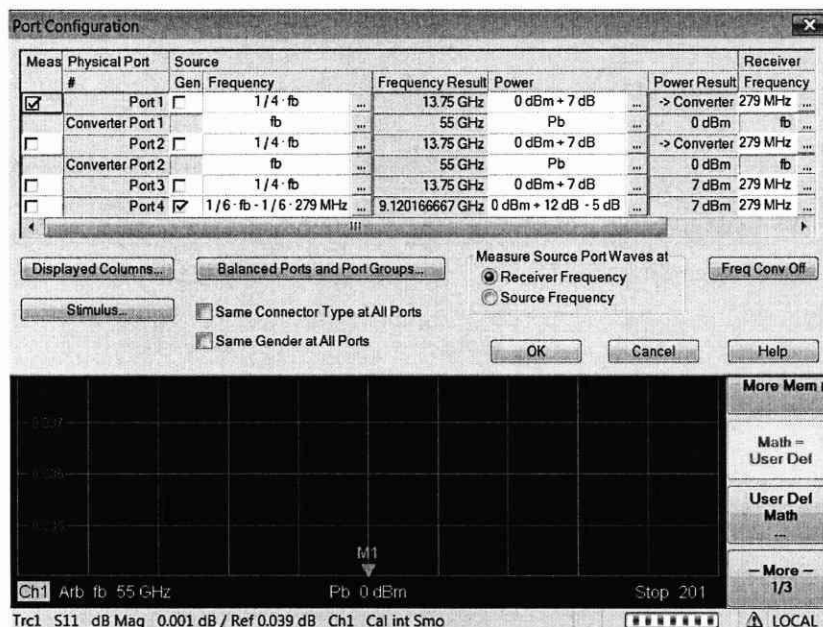 Port Configuration
Meas Physical Port Source Receiver
# Gen Frequency Frequency Result Power Power Result Frequency
Port 1 1 / 4 · fb ... 13.75 GHz 0 dBm + 7 dB ... -> Converter 279 MHz ...
Converter Port 1 fb ... 55 GHz Pb ... 0 dBm fb ...
Port 2 1 / 4 · fb ... 13.75 GHz 0 dBm + 7 dB ... -> Converter 279 MHz ...
Converter Port 2 fb ... 55 GHz Pb ... 0 dBm fb ...
Port 3 1 / 4 · fb ... 13.75 GHz 0 dBm + 7 dB ... 7 dBm 279 MHz ...
Port 4 1 / 6 · fb - 1 / 6 · 279 MHz ... 9.120166667 GHz 0 dBm + 12 dB - 5 dB ... 7 dBm 279 MHz ...
Displayed Columns... Balanced Ports and Port Groups... Measure Source Port Waves at Freq Conv Off
Receiver Frequency
Source Frequency
Stimulus... Same Connector Type at All Ports
Same Gender at All Ports
OK Cancel Help
More Mem
Math =
User Def
User Def
Math
...
M1
— More —
1/3
Ch1 Arb fb 55 GHz Pb 0 dBm Stop 201
Trc1 S11 dB Mag 0.001 dB / Ref 0.039 dB Ch1 Cal int Smo LOCAL